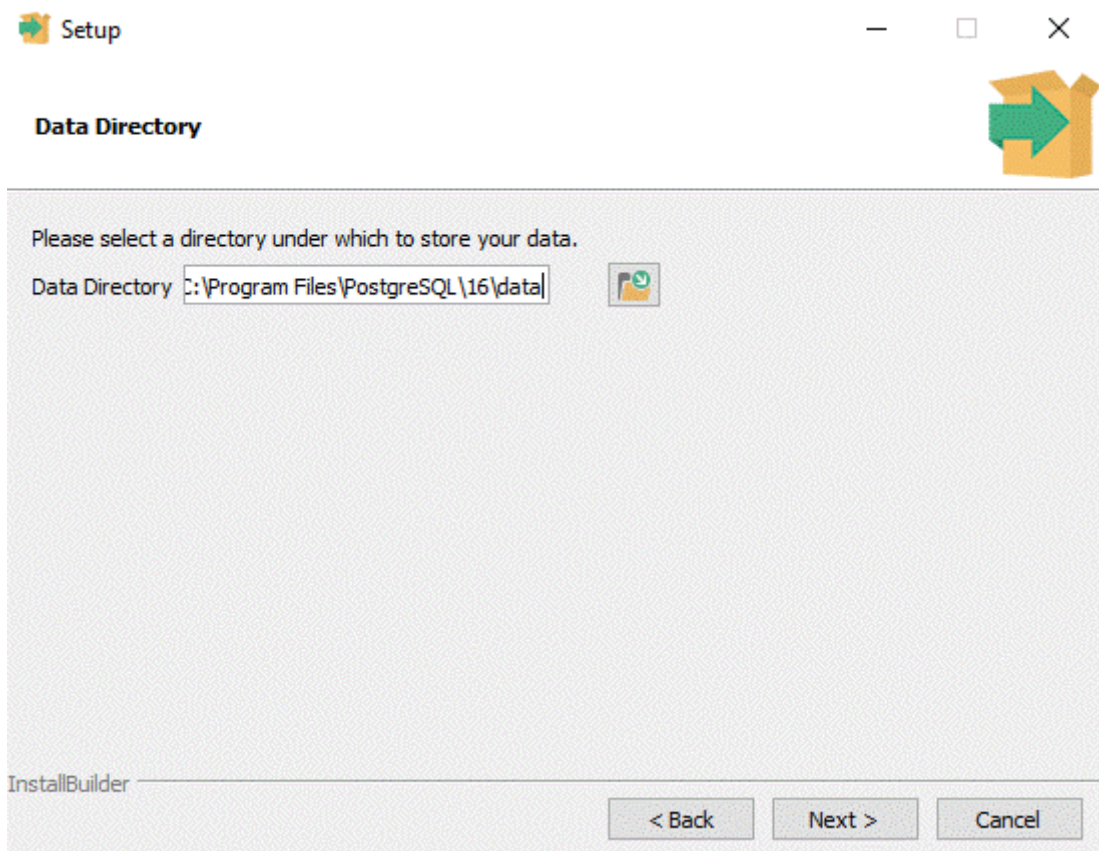 Setup
Data Directory
Please select a directory under which to store your data.
Data Directory C:\Program Files\PostgreSQL\16\data
InstallBuilder
< Back Next > Cancel